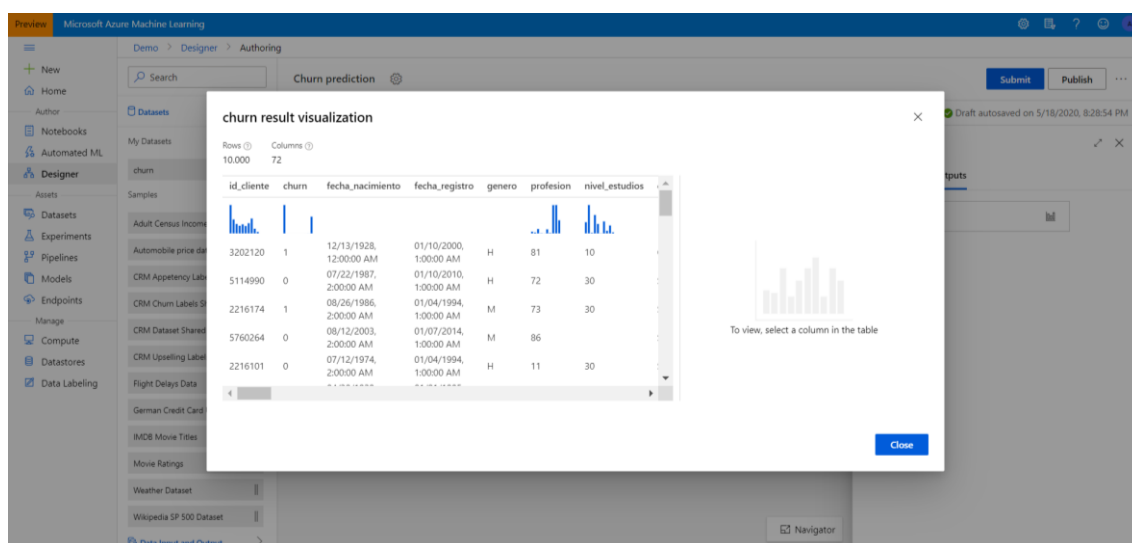 Preview Microsoft Azure Machine Learning
Demo > Designer > Authoring
New
Home
Author
Notebooks
Automated ML
Designer
Assets
Datasets
Experiments
Pipelines
Models
Endpoints
Manage
Compute
Datastores
Data Labeling
Search
Datasets
My Datasets
churn
Samples
Adult Census Income
Automobile price dat
CRM Appetency Labe
CRM Churn Labels S
CRM Dataset Shared
CRM Upselling Label
Flight Delays Data
German Credit Card
IMDB Movie Titles
Movie Ratings
Weather Dataset
Wikipedia SP 500 Dataset
Data Input and Output
Churn prediction
Submit Publish ...
Draft autosaved on 5/18/2020, 8:28:54 PM
tputs
churn result visualization
Rows Columns
10.000 72
id_cliente churn fecha_nacimiento fecha_registro genero profesion nivel_estudios
3202120 1 12/13/1928, 12:00:00 AM 01/10/2000, 1:00:00 AM H 81 10
5114990 0 07/22/1987, 2:00:00 AM 01/10/2010, 1:00:00 AM H 72 30
2216174 1 08/26/1986, 2:00:00 AM 01/04/1994, 1:00:00 AM M 73 30
5760264 0 08/12/2003, 2:00:00 AM 01/07/2014, 1:00:00 AM M 86
2216101 0 07/12/1974, 2:00:00 AM 01/04/1994, 1:00:00 AM H 11 30
To view, select a column in the table
Close
Navigator